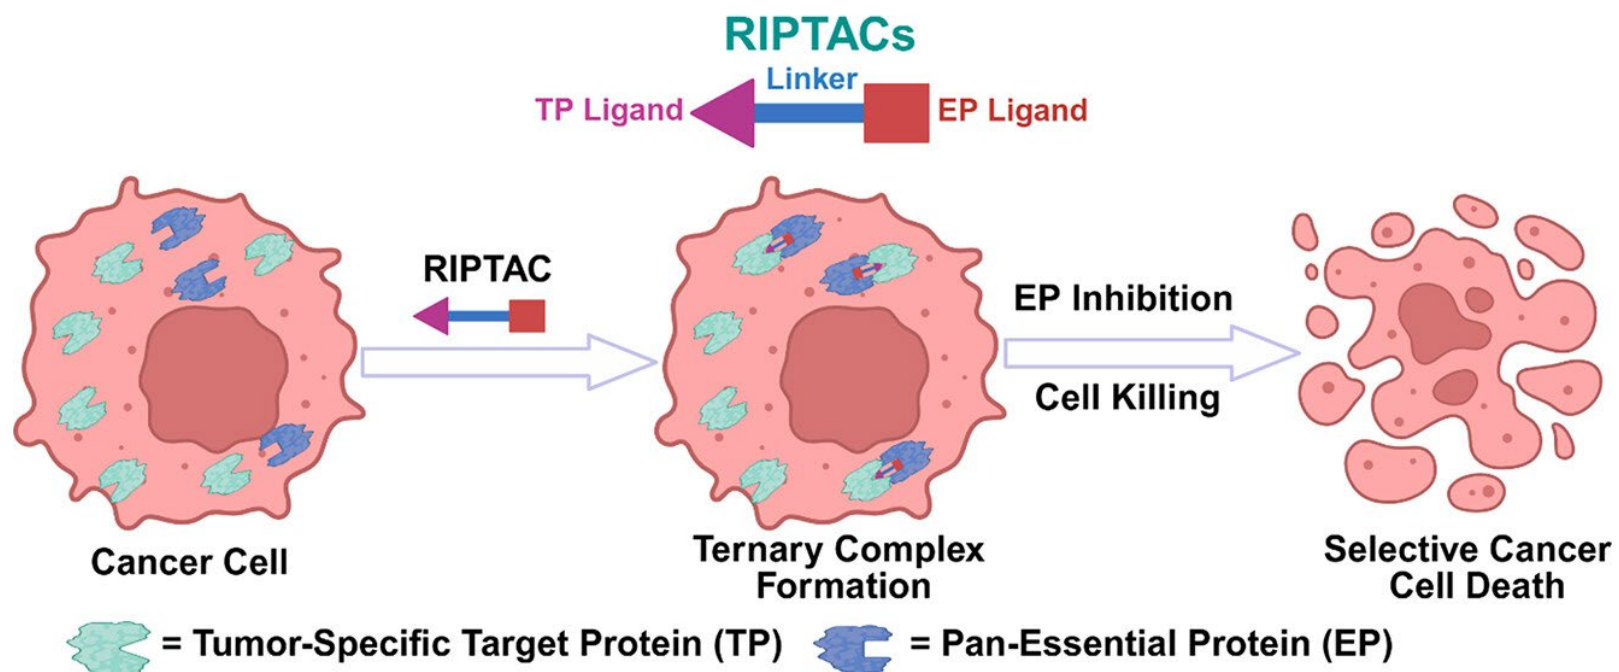 RIPTACs
Linker
TP Ligand
EP Ligand
RIPTAC
EP Inhibition
Cell Killing
Cancer Cell
Ternary Complex
Formation
Selective Cancer
Cell Death
= Tumor-Specific Target Protein (TP)
= Pan-Essential Protein (EP)